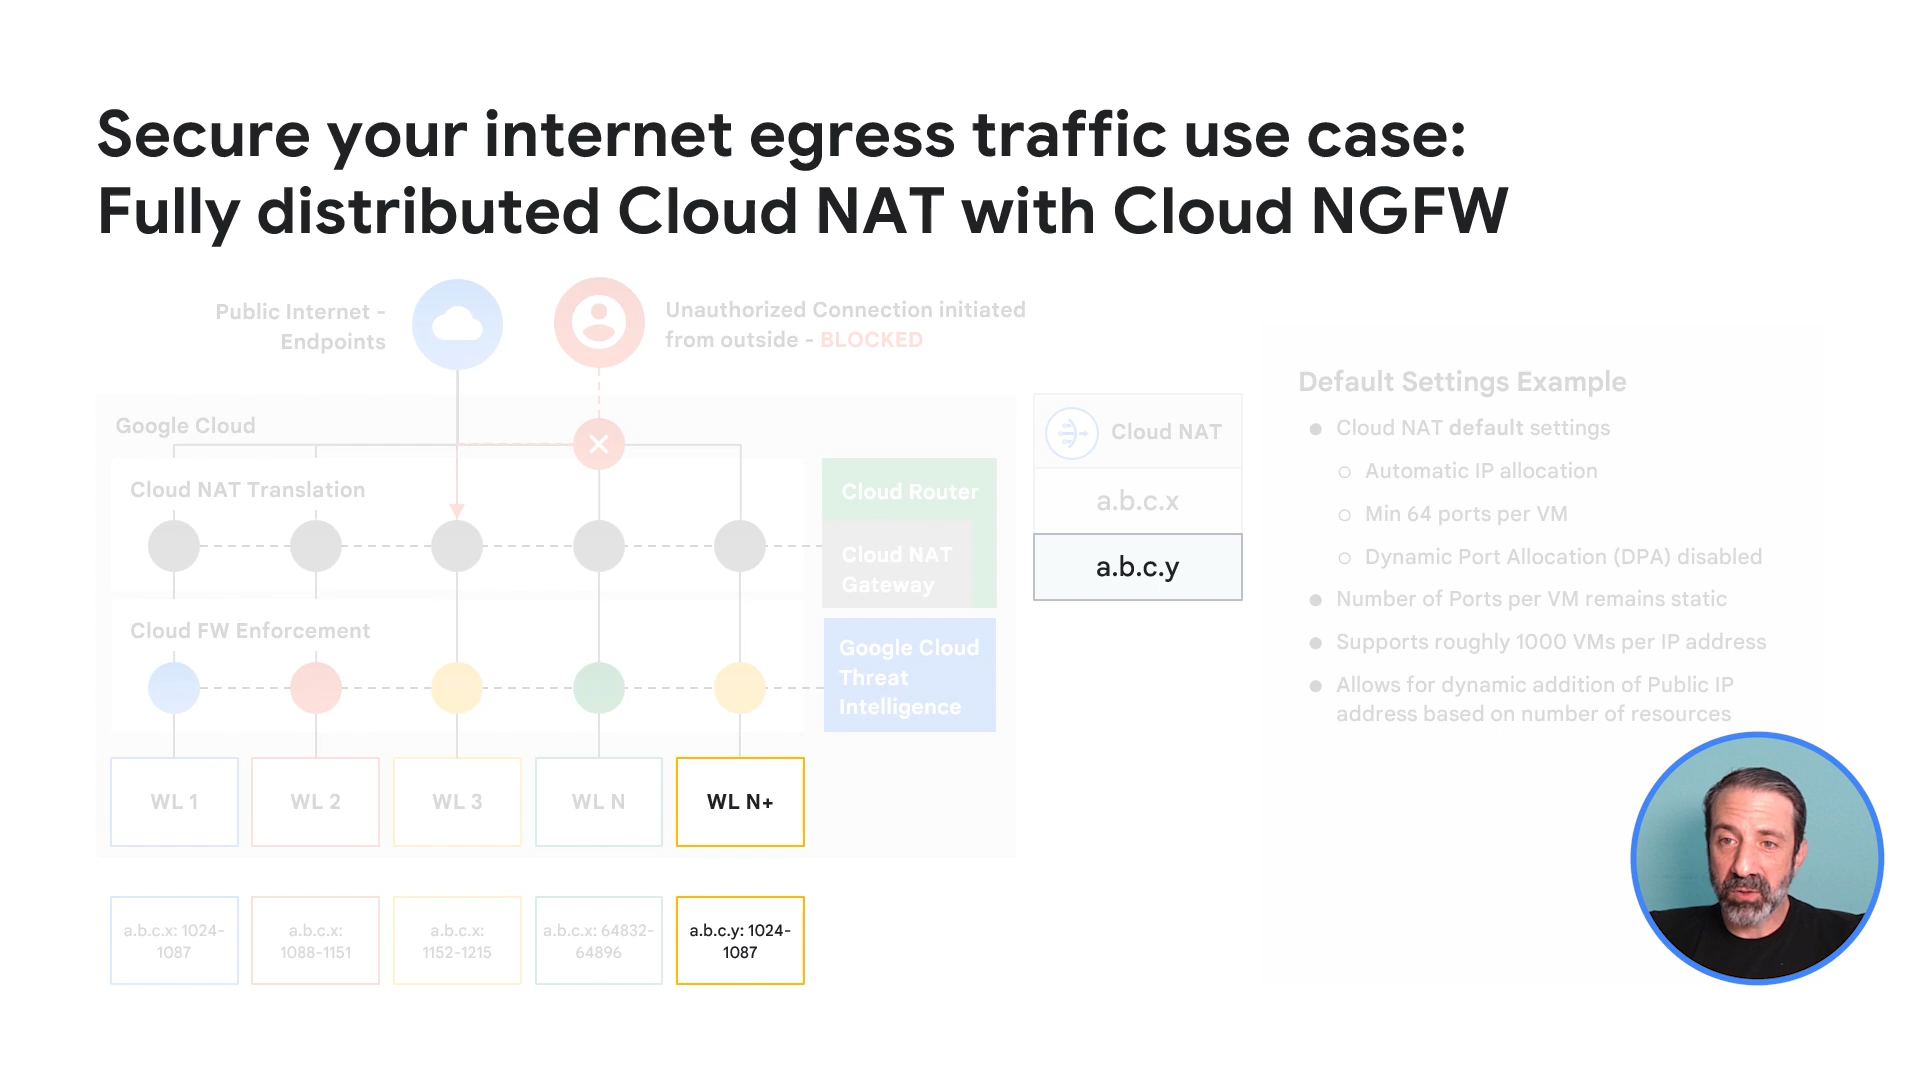 Secure your internet egress traffic use case:
Fully distributed Cloud NAT with Cloud NGFW
Public Internet -
Endpoints
Unauthorized Connection initiated
from outside - BLOCKED
Google Cloud
Cloud NAT Translation
Cloud Router
Cloud NAT
Gateway
Cloud FW Enforcement
Google Cloud
Threat
Intelligence
WL 1
WL 2
WL 3
WL N
WL N+
a.b.c.x: 1024-
1087
a.b.c.x:
1088-1151
a.b.c.x:
1152-1215
a.b.c.x: 64832-
64896
a.b.c.y: 1024-
1087
Cloud NAT
a.b.c.x
a.b.c.y
Default Settings Example
Cloud NAT default settings
Automatic IP allocation
Min 64 ports per VM
Dynamic Port Allocation (DPA) disabled
Number of Ports per VM remains static
Supports roughly 1000 VMs per IP address
Allows for dynamic addition of Public IP
address based on number of resources